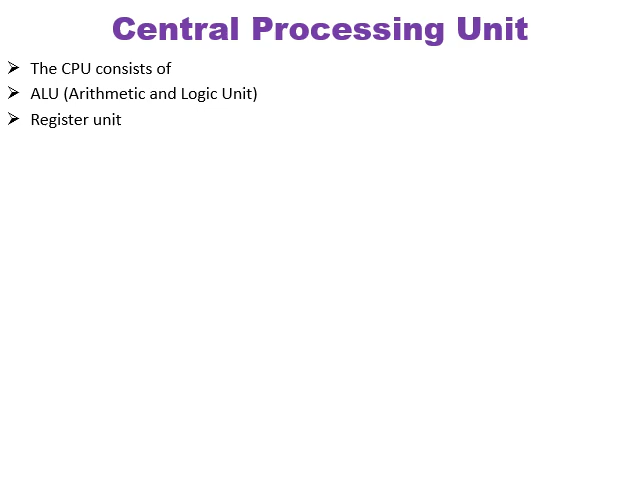 Central Processing Unit
➢ The CPU consists of
➢ ALU (Arithmetic and Logic Unit)
➢ Register unit